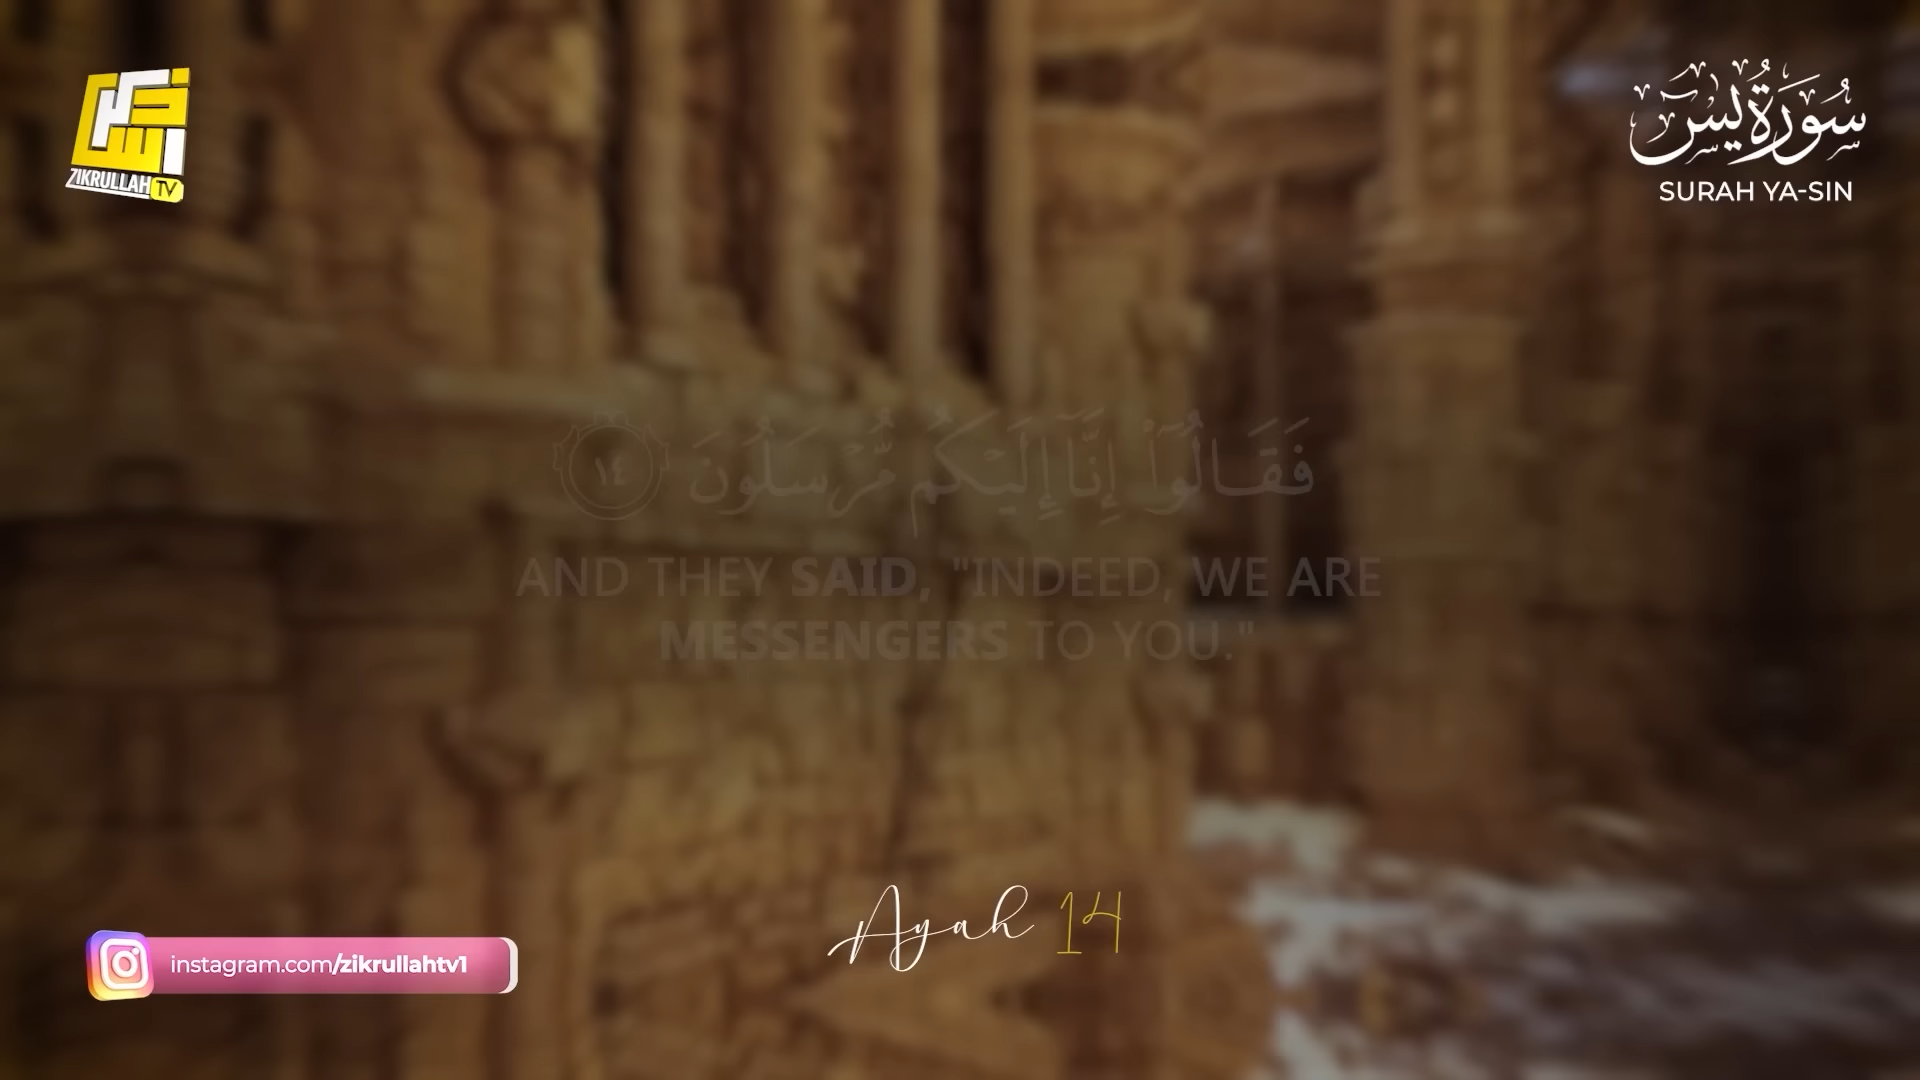 ZIKRULLAH TV
سُورَةُ يس
SURAH YA-SIN
فَقَالُوٓا۟ إِنَّآ إِلَيْكُم مُّرْسَلُونَ ١٤
AND THEY SAID, "INDEED, WE ARE
MESSENGERS TO YOU."
Ayah 14
instagram.com/zikrullahtv1